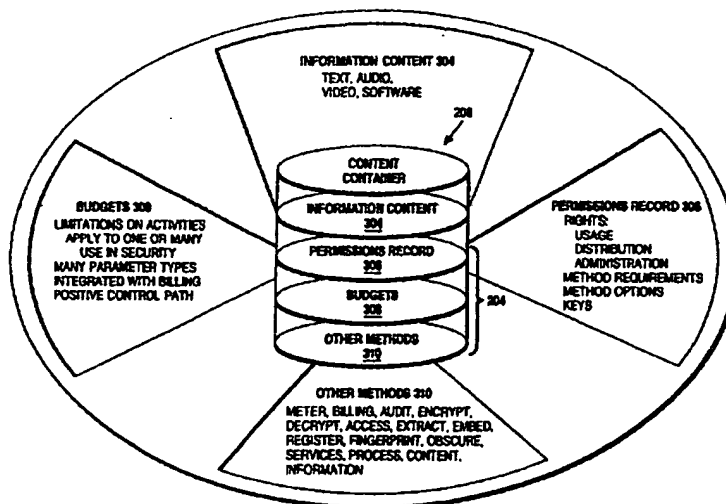 INFORMATION CONTENT 304
TEXT, AUDIO,
VIDEO, SOFTWARE
208
CONTENT
CONTAINER
INFORMATION CONTENT
304
PERMISSIONS RECORD
308
BUDGETS
308
OTHER METHODS
310
204
BUDGETS 308
LIMITATIONS ON ACTIVITIES
APPLY TO ONE OR MANY
USE IN SECURITY
MANY PARAMETER TYPES
INTEGRATED WITH BILLING
POSITIVE CONTROL PATH
PERMISSIONS RECORD 306
RIGHTS:
USAGE
DISTRIBUTION
ADMINISTRATION
METHOD REQUIREMENTS
METHOD OPTIONS
KEYS
OTHER METHODS 310
METER, BILLING, AUDIT, ENCRYPT,
DECRYPT, ACCESS, EXTRACT, EMBED,
REGISTER, FINGERPRINT, OBSCURE,
SERVICES, PROCESS, CONTENT,
INFORMATION